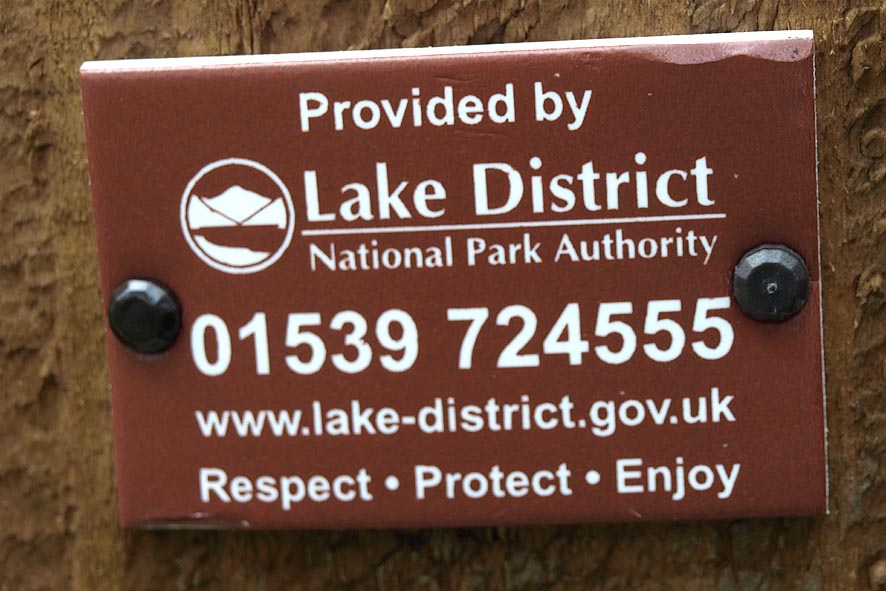 Provided by
Lake District
National Park Authority
01539 724555
www.lake-district.gov.uk
Respect • Protect • Enjoy